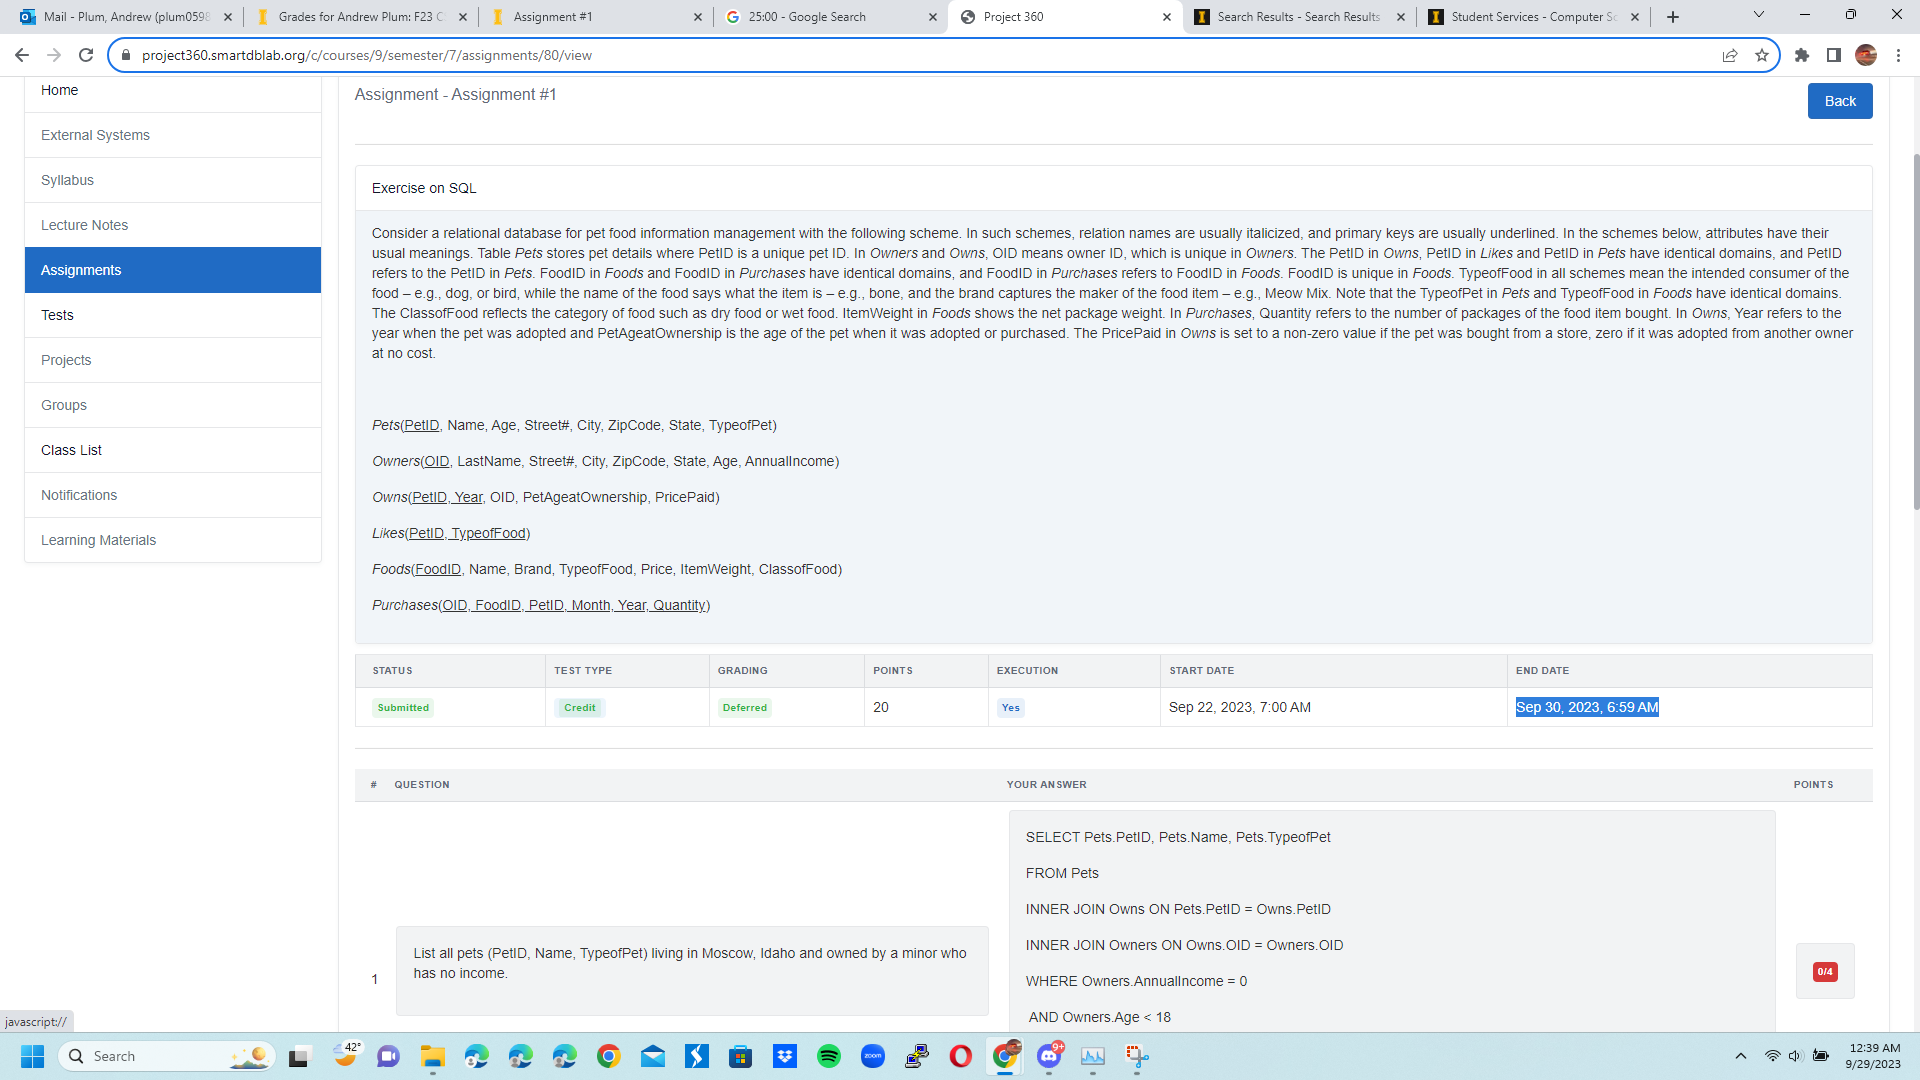 Mail - Plum, Andrew (plum0598
Grades for Andrew Plum: F23 C
Assignment #1
25:00 - Google Search
Project 360
Search Results - Search Results
Student Services - Computer Sc
project360.smartdblab.org/c/courses/9/semester/7/assignments/80/view
Home
External Systems
Syllabus
Lecture Notes
Assignments
Tests
Projects
Groups
Class List
Notifications
Learning Materials
Assignment - Assignment #1
Back
Exercise on SQL
Consider a relational database for pet food information management with the following scheme. In such schemes, relation names are usually italicized, and primary keys are usually underlined. In the schemes below, attributes have their
usual meanings. Table Pets stores pet details where PetID is a unique pet ID. In Owners and Owns, OID means owner ID, which is unique in Owners. The PetID in Owns, PetID in Likes and PetID in Pets have identical domains, and PetID
refers to the PetID in Pets. FoodID in Foods and FoodID in Purchases have identical domains, and FoodID in Purchases refers to FoodID in Foods. FoodID is unique in Foods. TypeofFood in all schemes mean the intended consumer of the
food – e.g., dog, or bird, while the name of the food says what the item is – e.g., bone, and the brand captures the maker of the food item – e.g., Meow Mix. Note that the TypeofPet in Pets and TypeofFood in Foods have identical domains.
The ClassofFood reflects the category of food such as dry food or wet food. ItemWeight in Foods shows the net package weight. In Purchases, Quantity refers to the number of packages of the food item bought. In Owns, Year refers to the
year when the pet was adopted and PetAgeatOwnership is the age of the pet when it was adopted or purchased. The PricePaid in Owns is set to a non-zero value if the pet was bought from a store, zero if it was adopted from another owner
at no cost.
Pets(PetID, Name, Age, Street#, City, ZipCode, State, TypeofPet)
Owners(OID, LastName, Street#, City, ZipCode, State, Age, AnnualIncome)
Owns(PetID, Year, OID, PetAgeatOwnership, PricePaid)
Likes(PetID, TypeofFood)
Foods(FoodID, Name, Brand, TypeofFood, Price, ItemWeight, ClassofFood)
Purchases(OID, FoodID, PetID, Month, Year, Quantity)
STATUS TEST TYPE GRADING POINTS EXECUTION START DATE END DATE
Submitted Credit Deferred 20 Yes Sep 22, 2023, 7:00 AM Sep 30, 2023, 6:59 AM
# QUESTION YOUR ANSWER POINTS
1
List all pets (PetID, Name, TypeofPet) living in Moscow, Idaho and owned by a minor who
has no income.
SELECT Pets.PetID, Pets.Name, Pets.TypeofPet
FROM Pets
INNER JOIN Owns ON Pets.PetID = Owns.PetID
INNER JOIN Owners ON Owns.OID = Owners.OID
WHERE Owners.AnnualIncome = 0
AND Owners.Age < 18
0/4
javascript://
Search
42°
zoom
9+
12:39 AM
9/29/2023